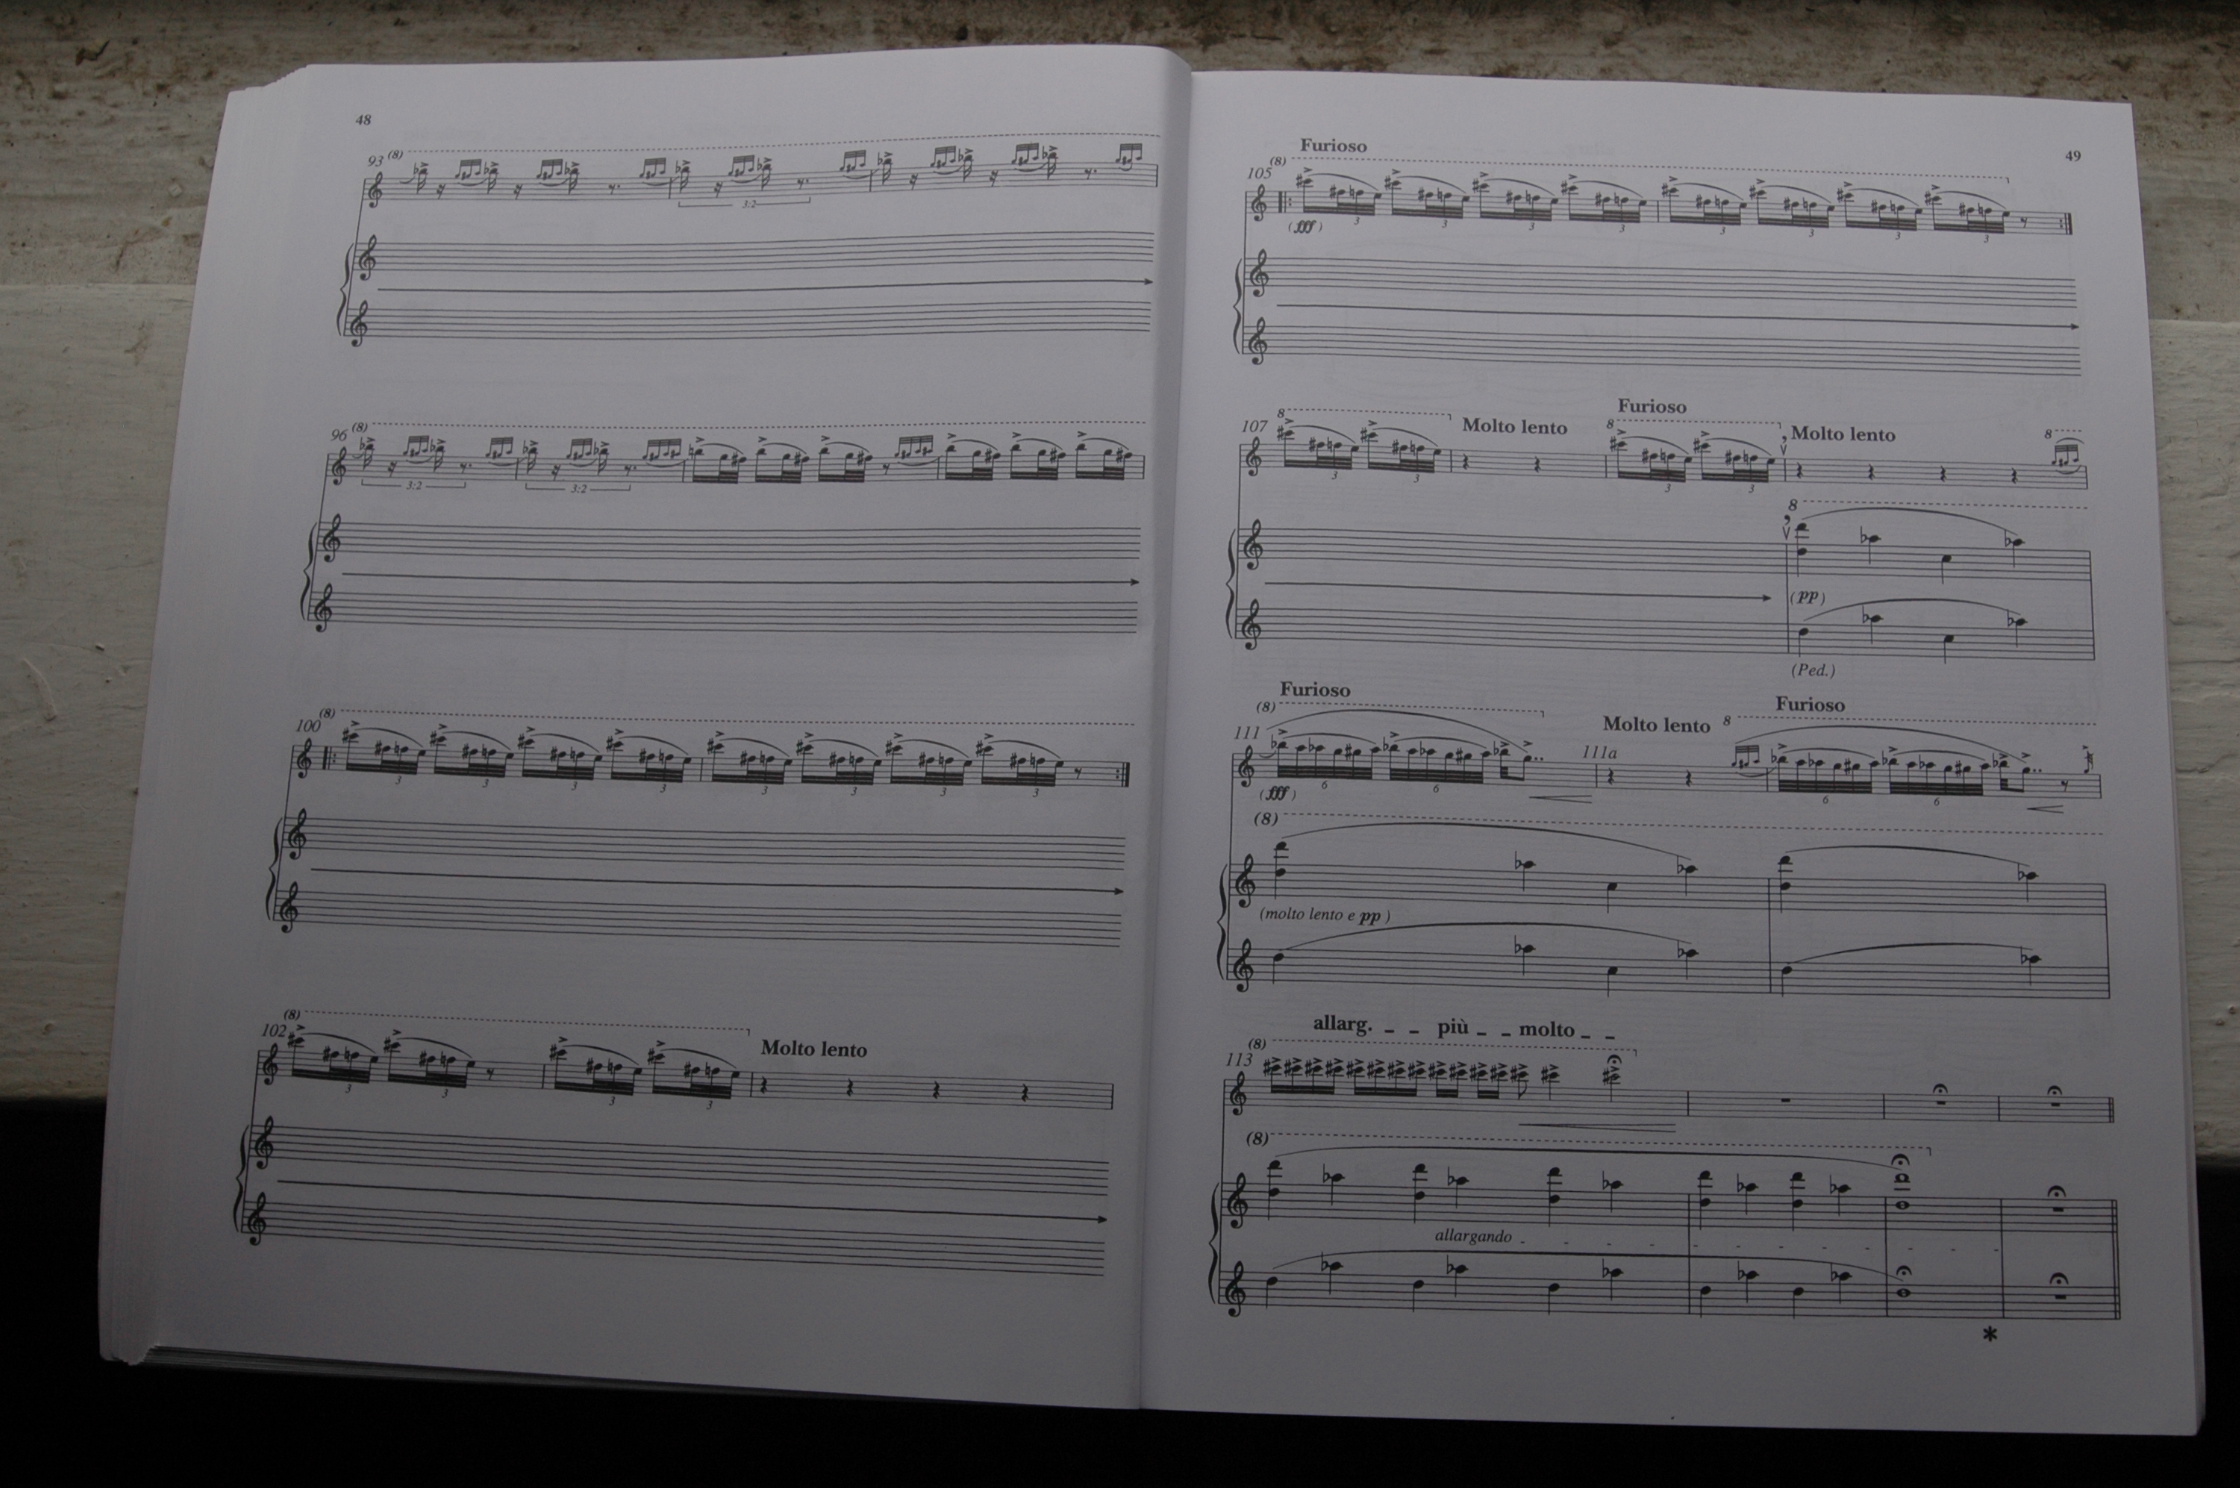 48
93 (8)
3:2
96 (8)
3:2 3:2
100 (8)
3 3 3 3 3 3 3 3
102 (8)
Molto lento
3 3 3 3
49
Furioso
105 (8)
(fff) 3 3 3 3 3 3 3 3
Furioso
107 8 Molto lento 8 Molto lento 8
3 3 3 3
8
(pp)
(Ped.)
Furioso Furioso
(8) Molto lento 8
111 111a
(fff) 6 6 6 6
(8)
(molto lento e pp)
allarg. _ _ più _ _ molto _ _
113 (8)
(8)
allargando - - - - - - - - - - - -
*